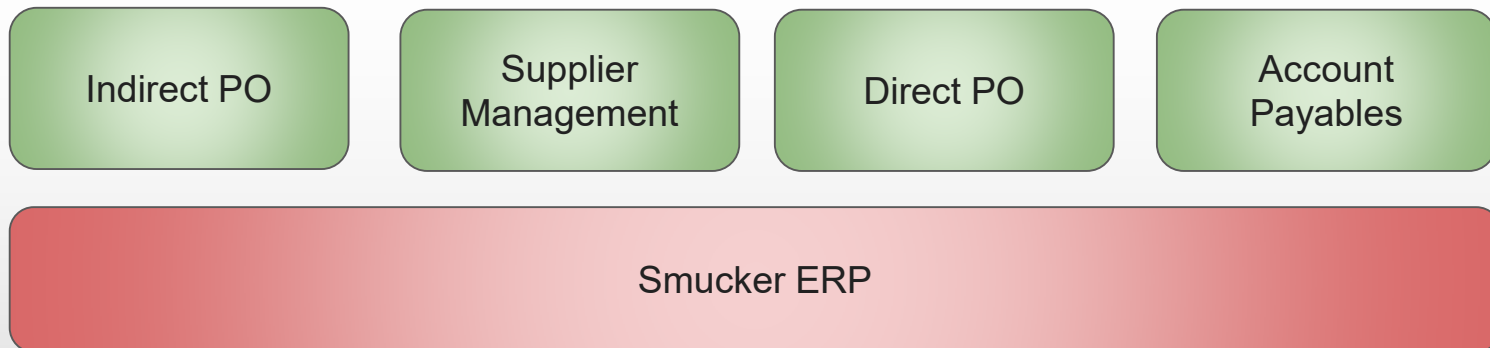 Indirect PO
Supplier
Management
Direct PO
Account
Payables
Smucker ERP